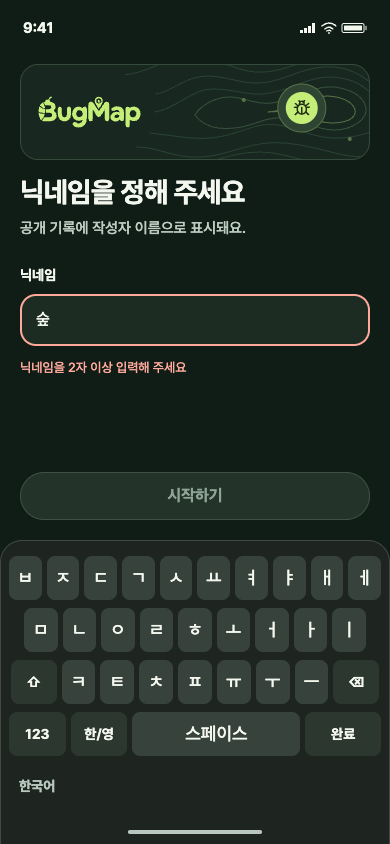 9:41
BugMap
닉네임을 정해 주세요
공개 기록에 작성자 이름으로 표시돼요.
닉네임
숲
닉네임을 2자 이상 입력해 주세요
시작하기
ㅂ ㅈ ㄷ ㄱ ㅅ ㅛ ㅕ ㅑ ㅐ ㅔ
ㅁ ㄴ ㅇ ㄹ ㅎ ㅗ ㅓ ㅏ ㅣ
ㅋ ㅌ ㅊ ㅍ ㅠ ㅜ ㅡ
123 한/영 스페이스 완료
한국어